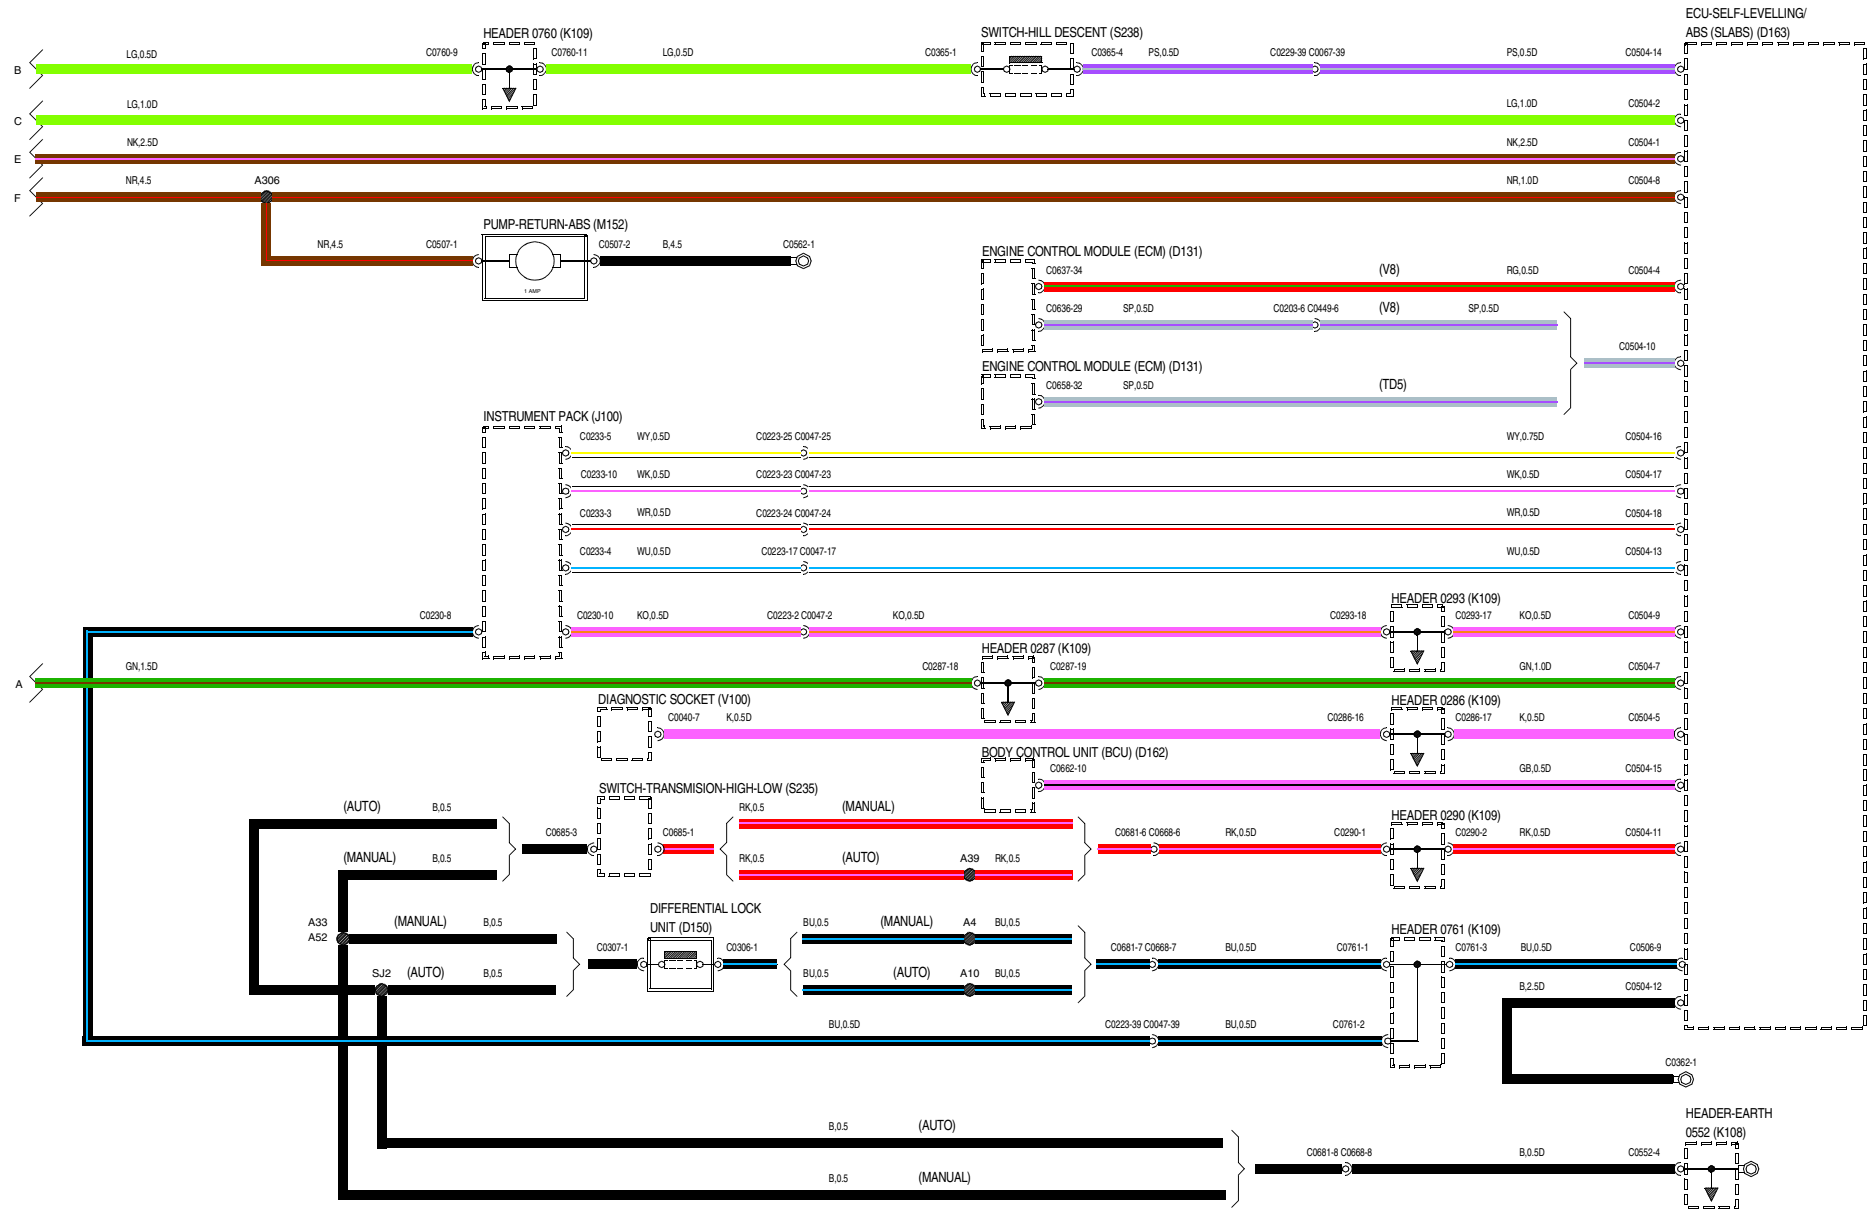 ECU-SELF-LEVELLING/
ABS (SLABS) (D163)
HEADER 0760 (K109)
SWITCH-HILL DESCENT (S238)
B
LG,0.5D
C0760-9
C0760-11
LG,0.5D
C0365-1
C0365-4
PS,0.5D
C0229-39 C0067-39
PS,0.5D
C0504-14
C
LG,1.0D
LG,1.0D
C0504-2
E
NK,2.5D
NK,2.5D
C0504-1
F
NR,4.5
A306
NR,1.0D
C0504-8
PUMP-RETURN-ABS (M152)
NR,4.5
C0507-1
C0507-2
B,4.5
C0562-1
1 AMP
ENGINE CONTROL MODULE (ECM) (D131)
C0637-34
(V8)
RG,0.5D
C0504-4
C0636-29
SP,0.5D
C0203-6 C0449-6
(V8)
SP,0.5D
C0504-10
ENGINE CONTROL MODULE (ECM) (D131)
C0658-32
SP,0.5D
(TD5)
INSTRUMENT PACK (J100)
C0233-5
WY,0.5D
C0223-25 C0047-25
WY,0.75D
C0504-16
C0233-10
WK,0.5D
C0223-23 C0047-23
WK,0.5D
C0504-17
C0233-3
WR,0.5D
C0223-24 C0047-24
WR,0.5D
C0504-18
C0233-4
WU,0.5D
C0223-17 C0047-17
WU,0.5D
C0504-13
HEADER 0293 (K109)
C0230-8
C0230-10
KO,0.5D
C0223-2 C0047-2
KO,0.5D
C0293-18
C0293-17
KO,0.5D
C0504-9
HEADER 0287 (K109)
A
GN,1.5D
C0287-18
C0287-19
GN,1.0D
C0504-7
DIAGNOSTIC SOCKET (V100)
HEADER 0286 (K109)
C0040-7
K,0.5D
C0286-16
C0286-17
K,0.5D
C0504-5
BODY CONTROL UNIT (BCU) (D162)
C0662-10
GB,0.5D
C0504-15
SWITCH-TRANSMISION-HIGH-LOW (S235)
(AUTO)
B,0.5
RK,0.5
(MANUAL)
HEADER 0290 (K109)
C0685-3
C0685-1
C0681-6 C0668-6
RK,0.5D
C0290-1
C0290-2
RK,0.5D
C0504-11
(MANUAL)
B,0.5
RK,0.5
(AUTO)
A39
RK,0.5
DIFFERENTIAL LOCK
UNIT (D150)
A33
A52
(MANUAL)
B,0.5
BU,0.5
(MANUAL)
A4
BU,0.5
HEADER 0761 (K109)
C0307-1
C0306-1
C0681-7 C0668-7
BU,0.5D
C0761-1
C0761-3
BU,0.5D
C0506-9
SJ2
(AUTO)
B,0.5
BU,0.5
(AUTO)
A10
BU,0.5
B,2.5D
C0504-12
BU,0.5D
C0223-39 C0047-39
BU,0.5D
C0761-2
C0362-1
HEADER-EARTH
0552 (K108)
B,0.5
(AUTO)
C0681-8 C0668-8
B,0.5D
C0552-4
B,0.5
(MANUAL)